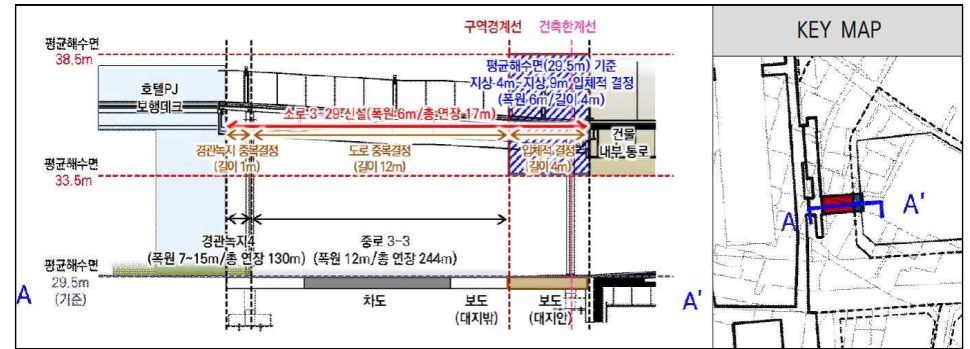 구역경계선
건축한계선
KEY MAP
평균해수면
38.5m
평균해수면(29.5m) 기준
지상 4m~지상 9m 입체적 결정
(폭원 6m/길이 4m)
호텔PJ
보행데크
소로 3-29 신설(폭원 6m/총 연장 17m)
경관녹지 중복결정
(길이 1m)
도로 중복결정
(길이 12m)
입체적 결정
(길이 4m)
건물
내부 통로
평균해수면
33.5m
경관녹지4
(폭원 7~15m/총 연장 130m)
중로 3-3
(폭원 12m/총 연장 244m)
평균해수면
29.5m
(기준)
A
차도
보도
(대지밖)
보도
(대지안)
A'
A
A'